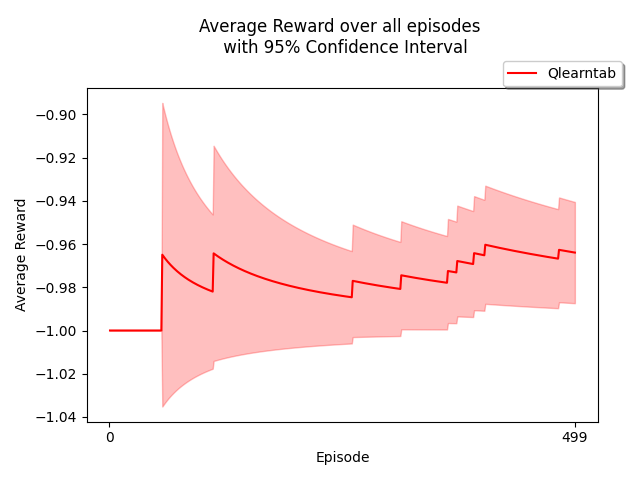 Average Reward over all episodes
with 95% Confidence Interval
Qlearntab
−0.90
−0.92
−0.94
−0.96
−0.98
−1.00
−1.02
−1.04
Average Reward
0
499
Episode